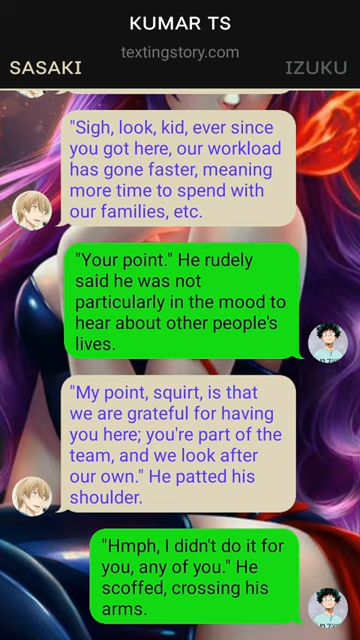 KUMAR TS
textingstory.com
SASAKI
IZUKU
"Sigh, look, kid, ever since
you got here, our workload
has gone faster, meaning
more time to spend with
our families, etc.
"Your point." He rudely
said he was not
particularly in the mood to
hear about other people's
lives.
"My point, squirt, is that
we are grateful for having
you here; you're part of the
team, and we look after
our own." He patted his
shoulder.
"Hmph, I didn't do it for
you, any of you." He
scoffed, crossing his
arms.